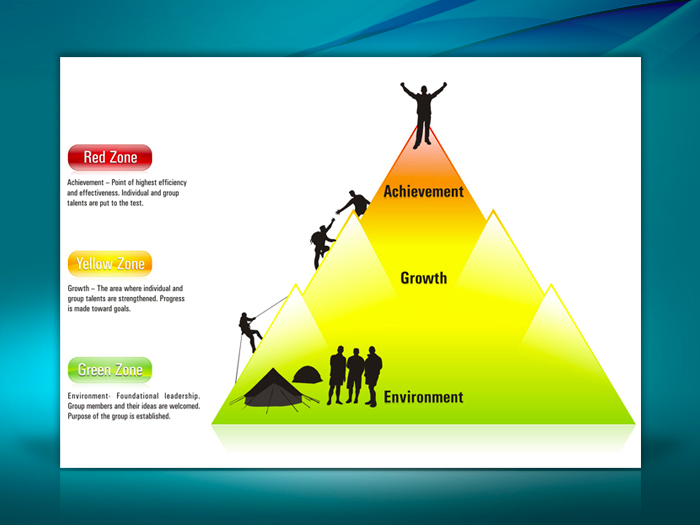 Red Zone
Achievement – Point of highest efficiency
and effectiveness. Individual and group
talents are put to the test.
Yellow Zone
Growth – The area where individual and
group talents are strengthened. Progress
is made toward goals.
Green Zone
Environment- Foundational leadership.
Group members and their ideas are welcomed.
Purpose of the group is established.
Achievement
Growth
Environment